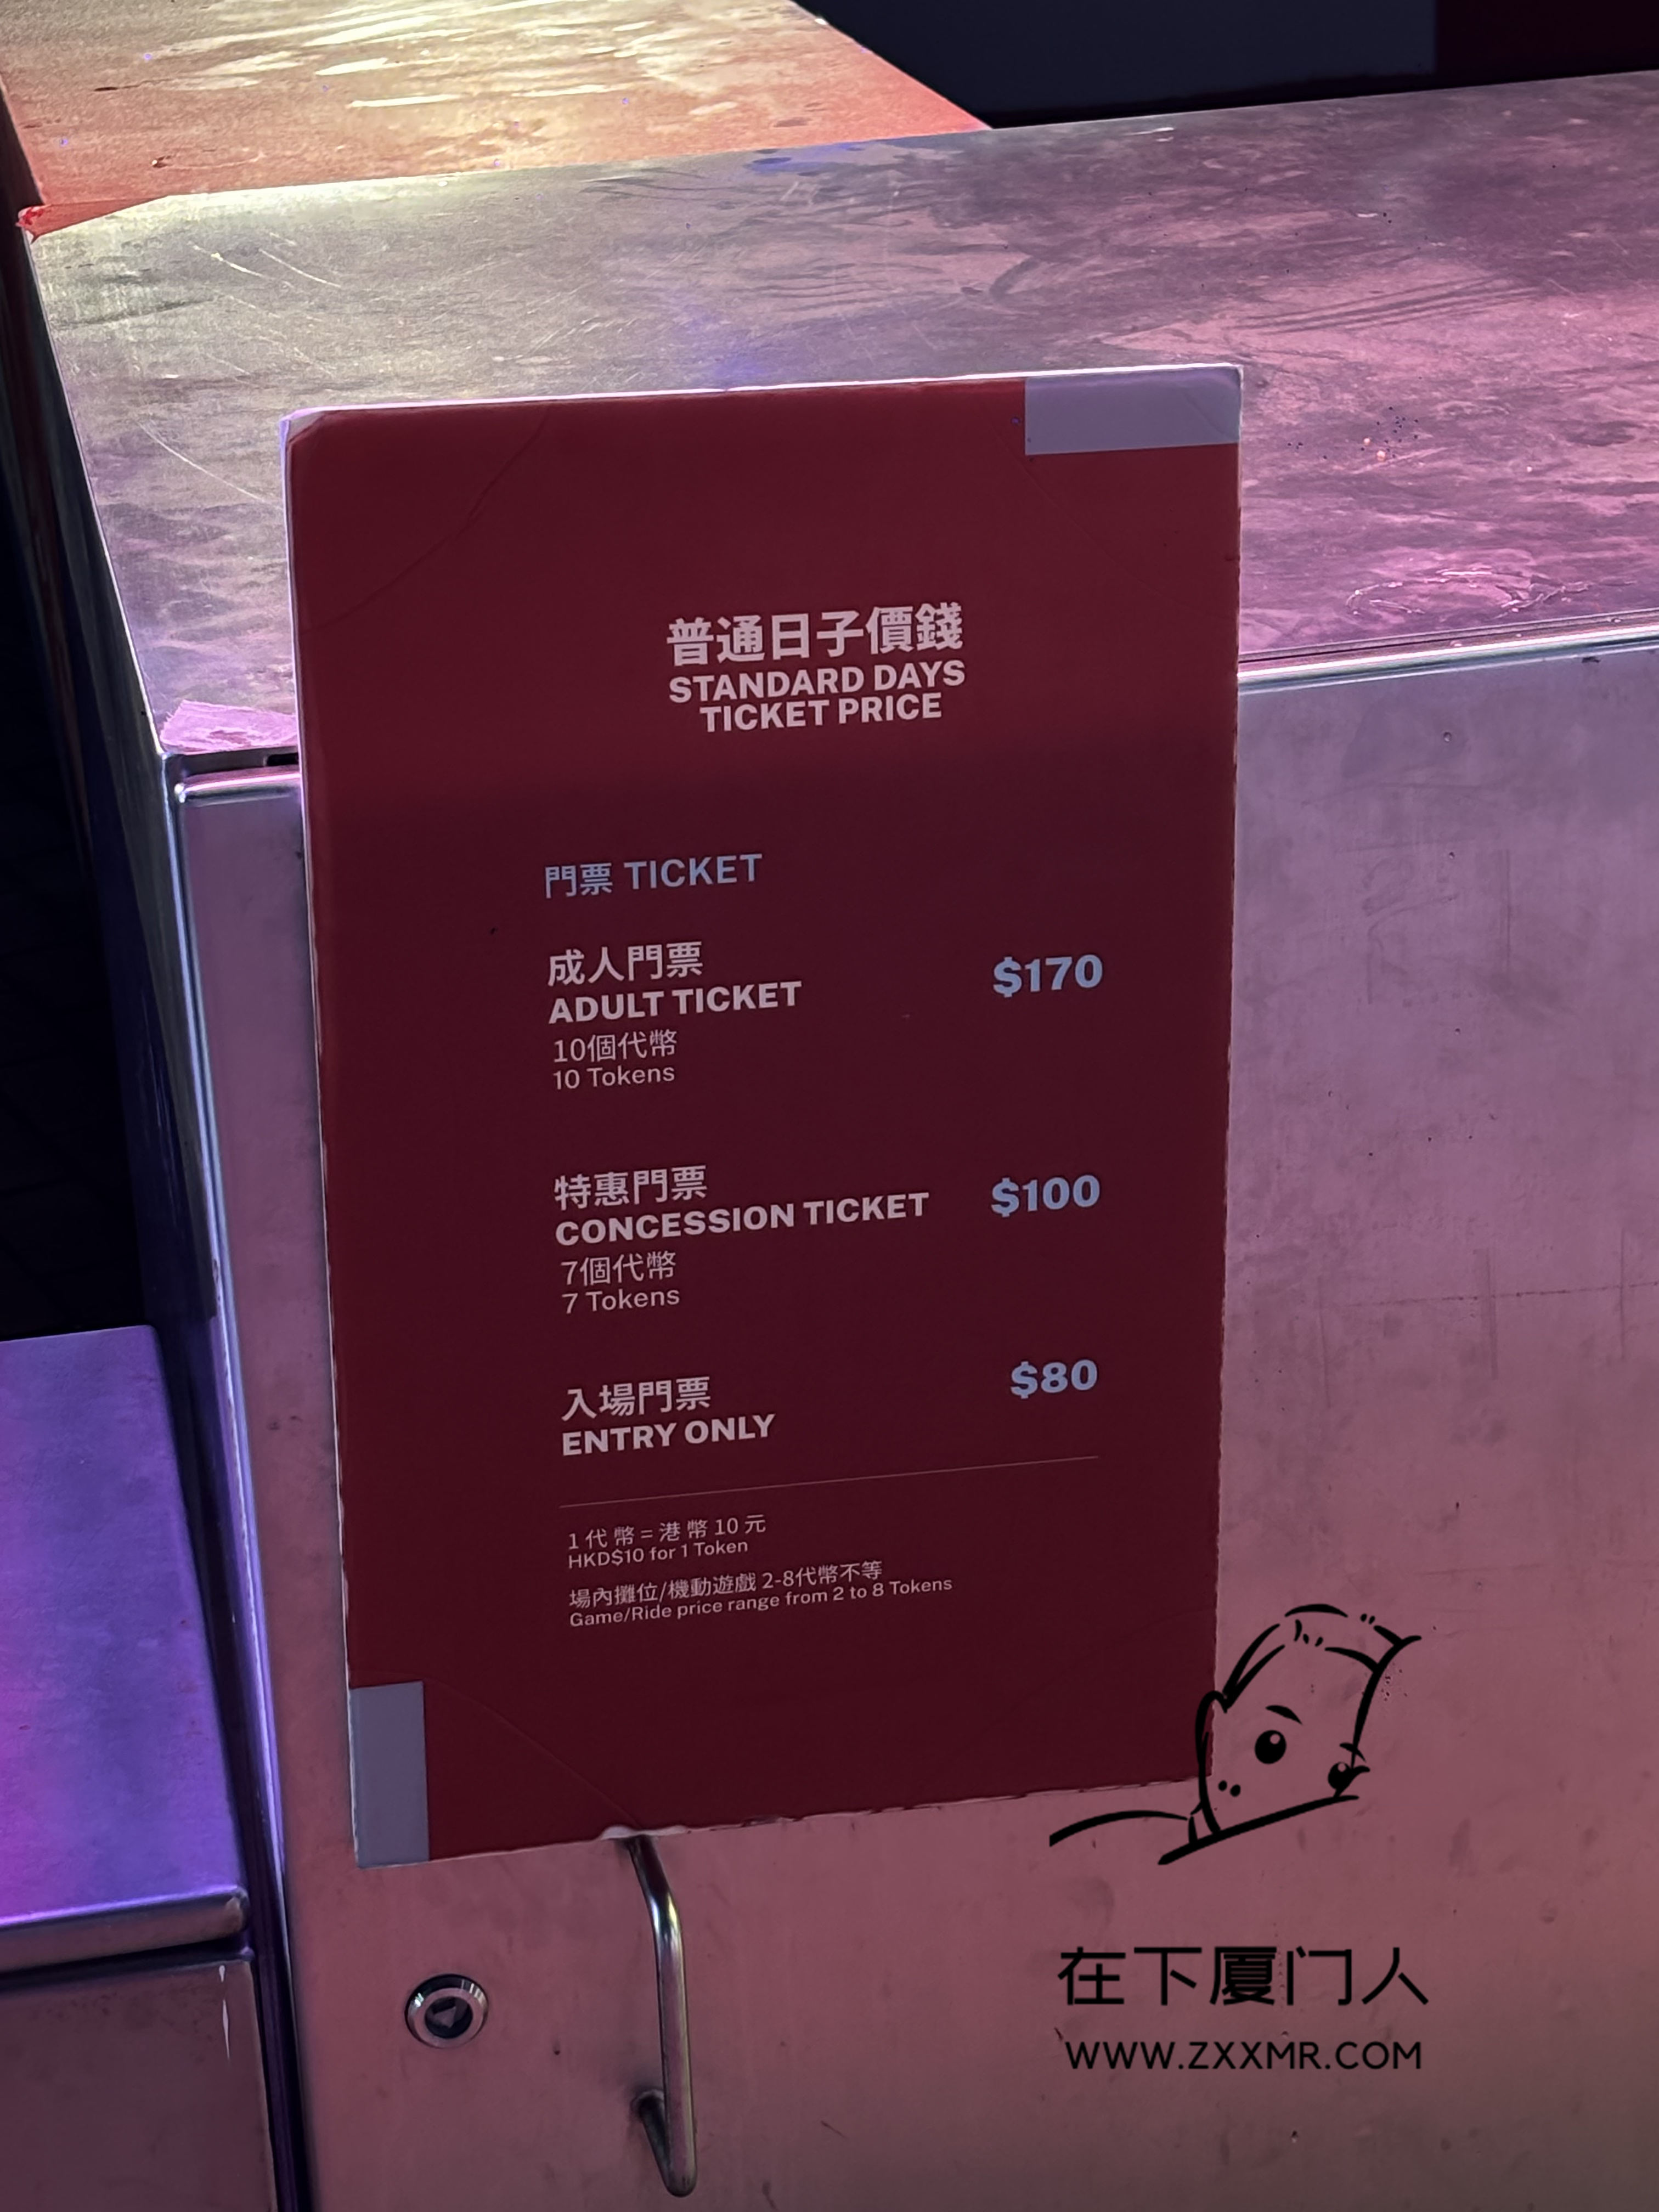 普通日子價錢
STANDARD DAYS
TICKET PRICE
門票 TICKET
成人門票
ADULT TICKET
$170
10個代幣
10 Tokens
特惠門票
CONCESSION TICKET
$100
7個代幣
7 Tokens
入場門票
ENTRY ONLY
$80
1 代 幣 = 港 幣 10 元
HKD$10 for 1 Token
場內攤位/機動遊戲 2-8代幣不等
Game/Ride price range from 2 to 8 Tokens
在下厦门人
WWW.ZXXMR.COM